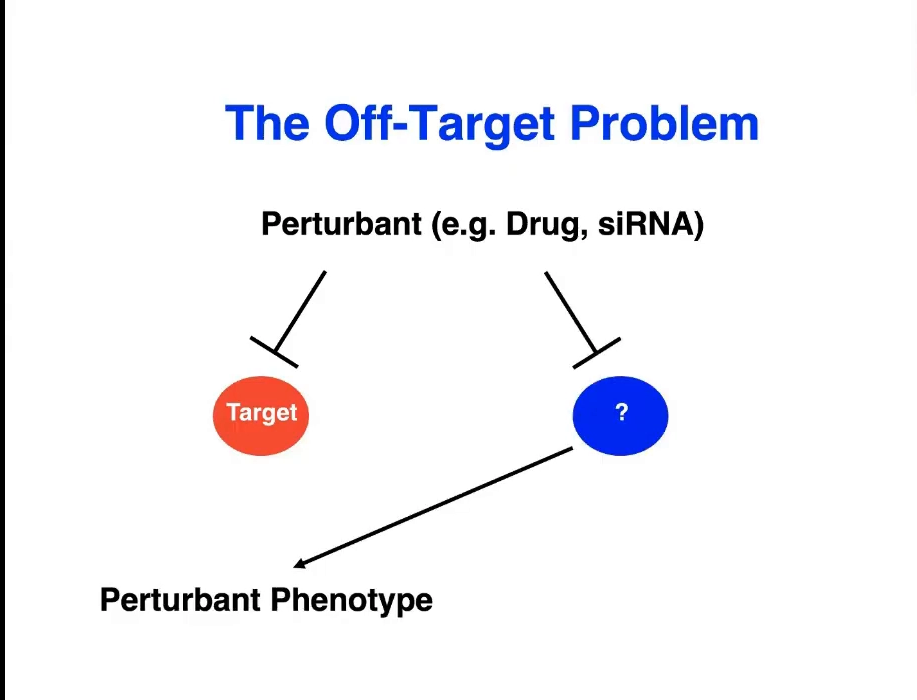 The Off-Target Problem
Perturbant (e.g. Drug, siRNA)
Target
?
Perturbant Phenotype